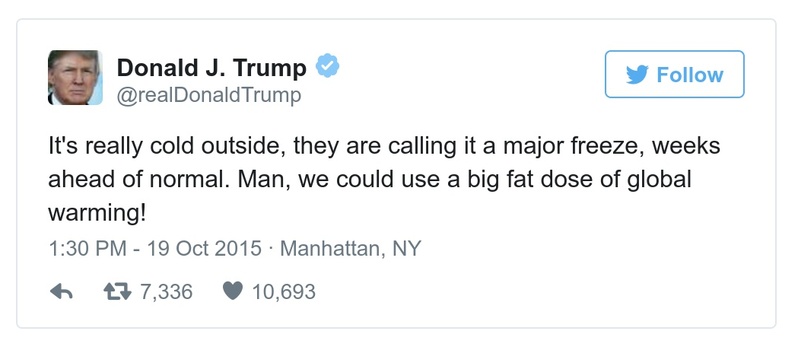 Donald J. Trump
@realDonaldTrump
Follow
It's really cold outside, they are calling it a major freeze, weeks
ahead of normal. Man, we could use a big fat dose of global
warming!
1:30 PM - 19 Oct 2015 · Manhattan, NY
7,336 10,693